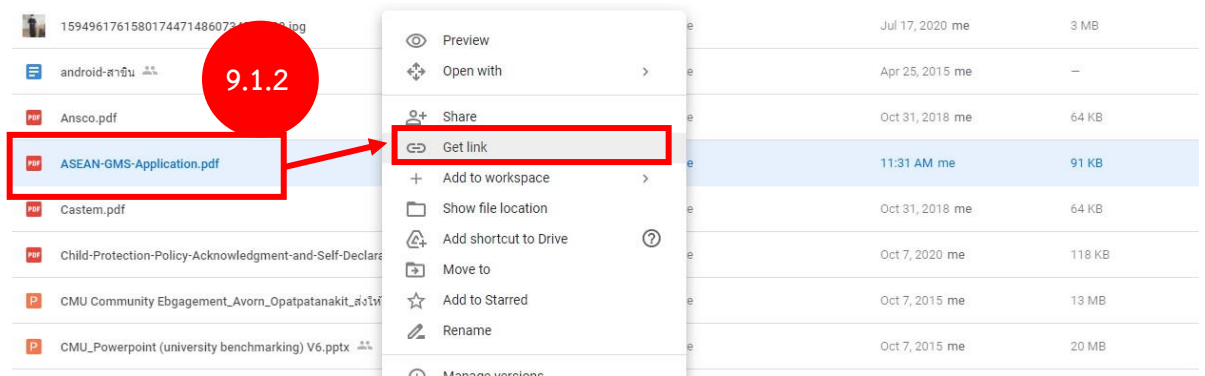 Jul 17, 2020 me 3 MB
Preview
android-สาขิน
Open with
Apr 25, 2015 me –
9.1.2
PDF Ansco.pdf
Share
Oct 31, 2018 me 64 KB
Get link
PDF ASEAN-GMS-Application.pdf
11:31 AM me 91 KB
Add to workspace
PDF Castem.pdf
Show file location
Oct 31, 2018 me 64 KB
Add shortcut to Drive
PDF Child-Protection-Policy-Acknowledgment-and-Self-Declara
Oct 7, 2020 me 118 KB
Move to
P CMU Community Ebgagement_Avorn_Opatpatanakit_ส่งให้
Add to Starred
Oct 7, 2015 me 13 MB
Rename
P CMU_Powerpoint (university benchmarking) V6.pptx
Oct 7, 2015 me 20 MB
Manage versions